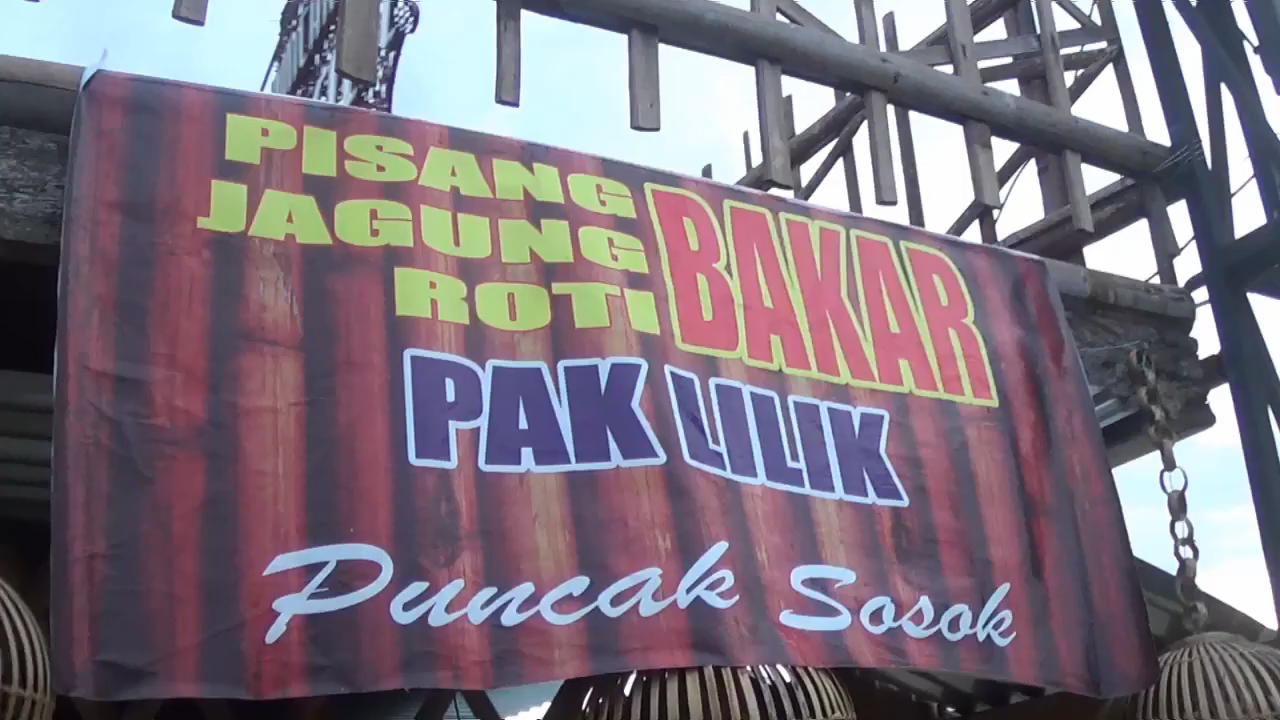 PISANG
JAGUNG
ROTI
BAKAR
PAK LILIK
Puncak Sosok